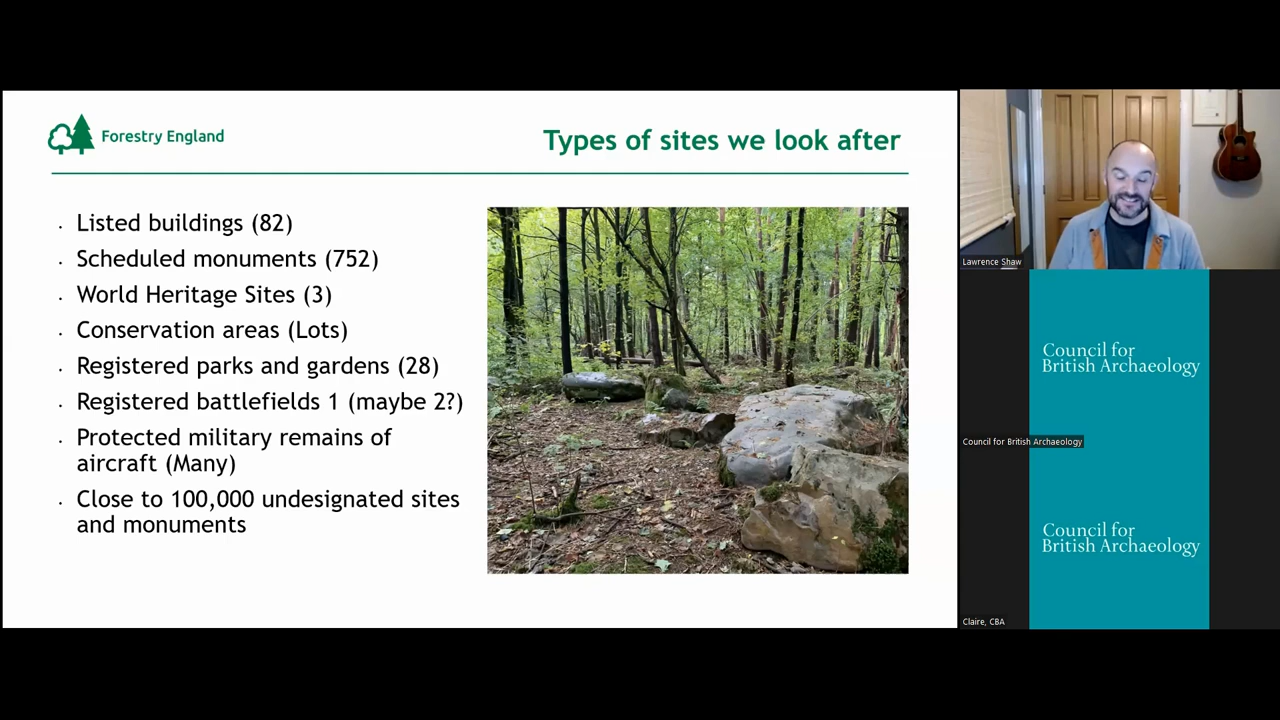 Forestry England
Types of sites we look after
· Listed buildings (82)
· Scheduled monuments (752)
· World Heritage Sites (3)
· Conservation areas (Lots)
· Registered parks and gardens (28)
· Registered battlefields 1 (maybe 2?)
· Protected military remains of
aircraft (Many)
· Close to 100,000 undesignated sites
and monuments
Lawrence Shaw
Council for
British Archaeology
Council for British Archaeology
Council for
British Archaeology
Claire, CBA